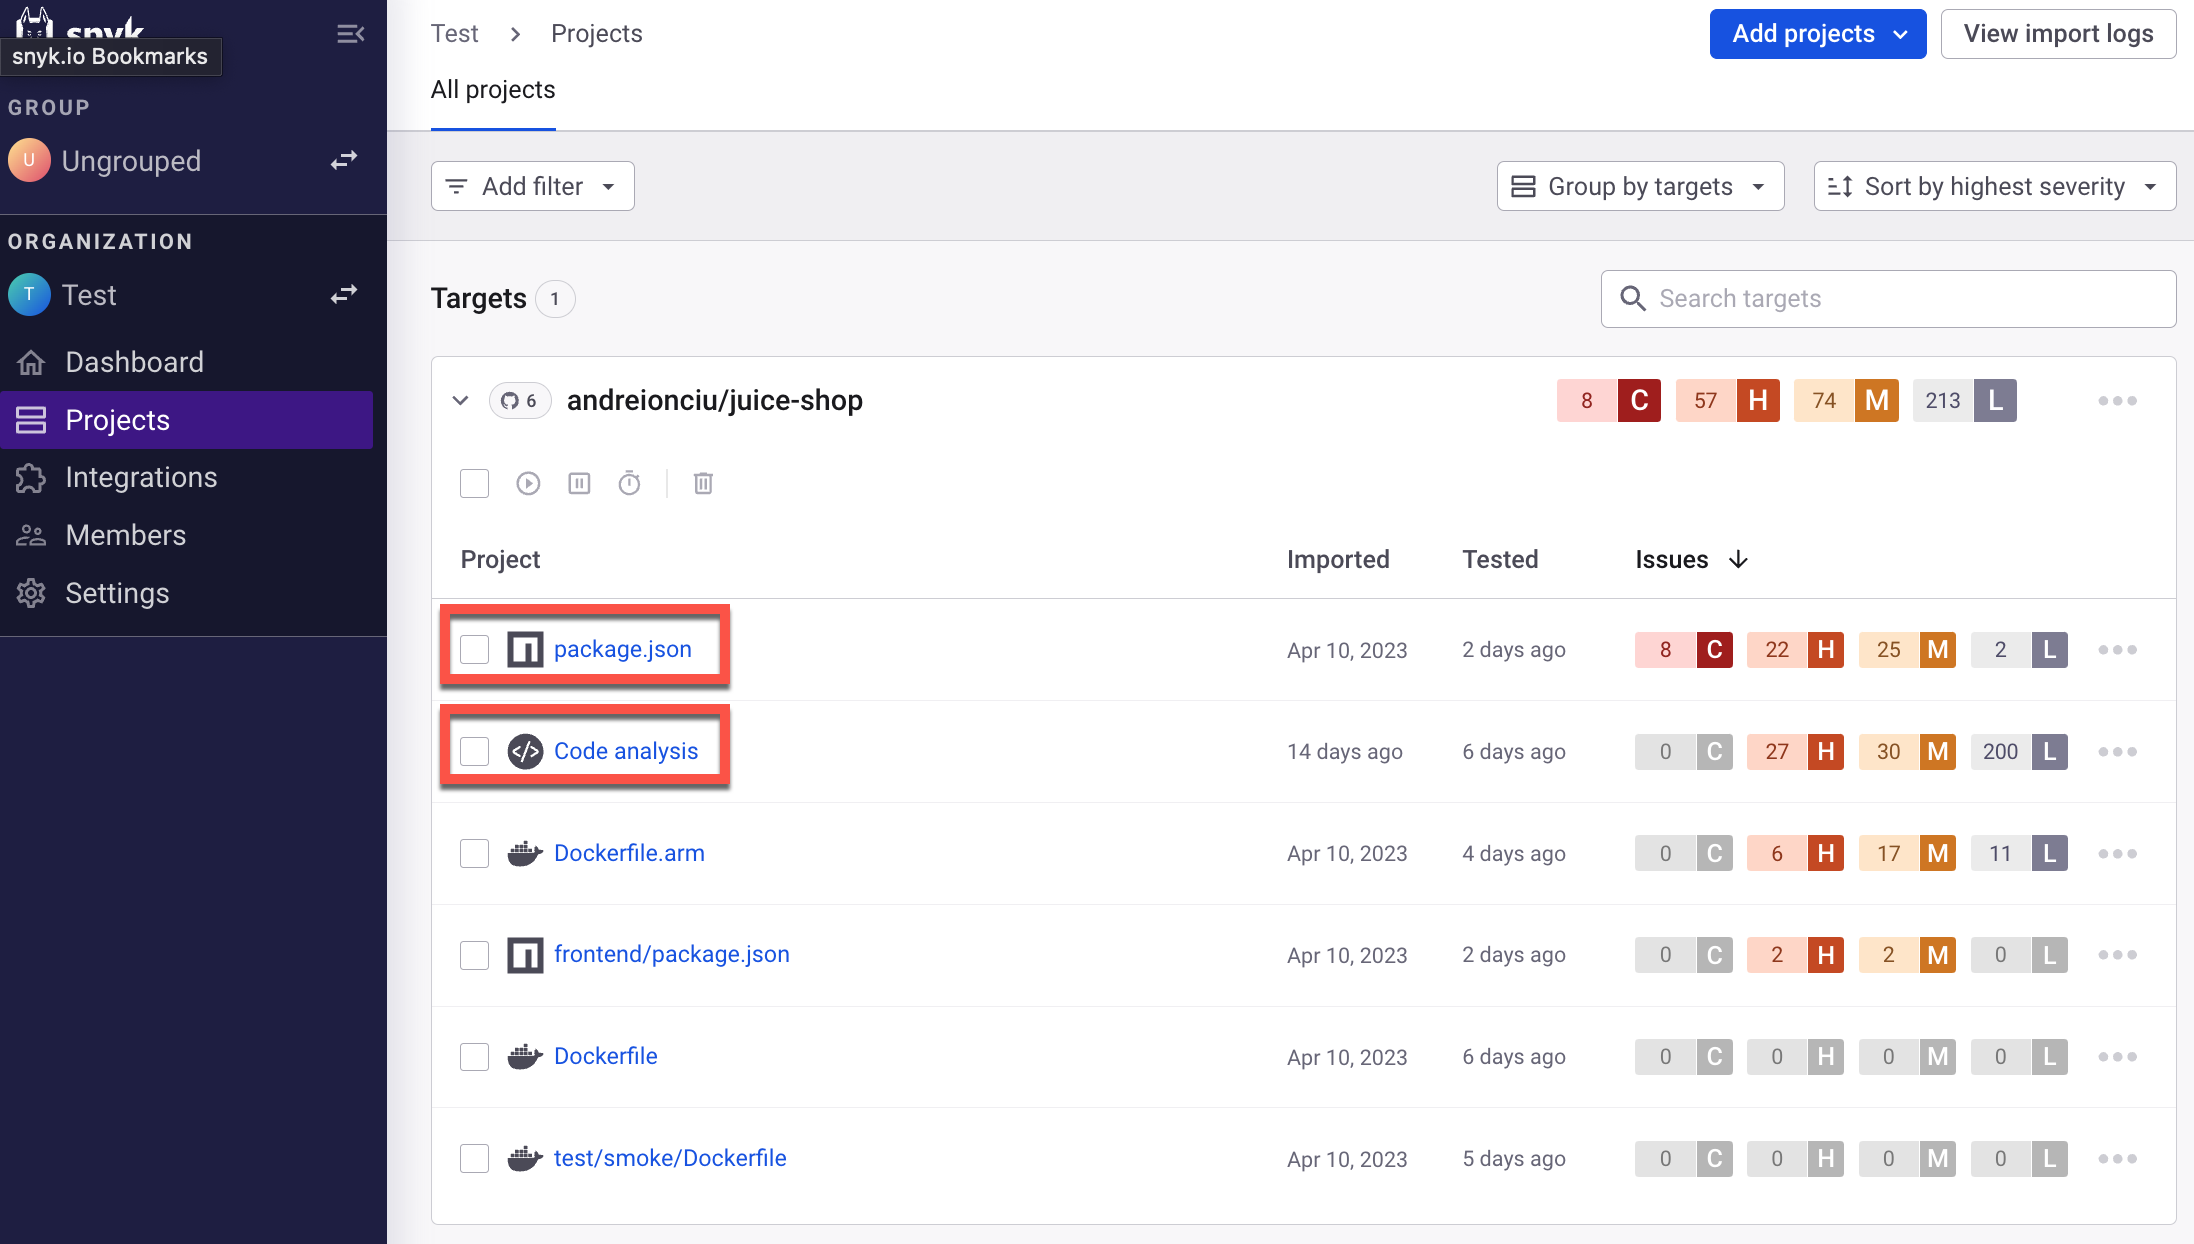 snyk
snyk.io Bookmarks
GROUP
U Ungrouped
ORGANIZATION
T Test
Dashboard
Projects
Integrations
Members
Settings
Test > Projects
Add projects
View import logs
All projects
Add filter
Group by targets
Sort by highest severity
Targets 1
Search targets
6 andreionciu/juice-shop 8 C 57 H 74 M 213 L
Project Imported Tested Issues
package.json Apr 10, 2023 2 days ago 8 C 22 H 25 M 2 L
Code analysis 14 days ago 6 days ago 0 C 27 H 30 M 200 L
Dockerfile.arm Apr 10, 2023 4 days ago 0 C 6 H 17 M 11 L
frontend/package.json Apr 10, 2023 2 days ago 0 C 2 H 2 M 0 L
Dockerfile Apr 10, 2023 6 days ago 0 C 0 H 0 M 0 L
test/smoke/Dockerfile Apr 10, 2023 5 days ago 0 C 0 H 0 M 0 L